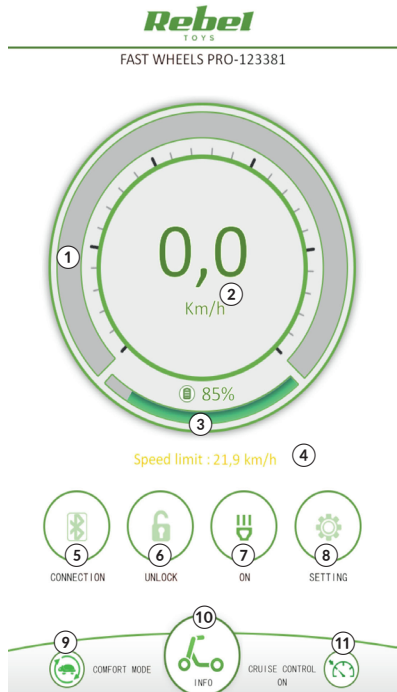 Rebel
TOYS
FAST WHEELS PRO-123381
1
0,0
2
Km/h
85%
3
Speed limit : 21,9 km/h
4
5
6
7
8
CONNECTION
UNLOCK
ON
SETTING
10
9
11
COMFORT MODE
CRUISE CONTROL
ON
INFO